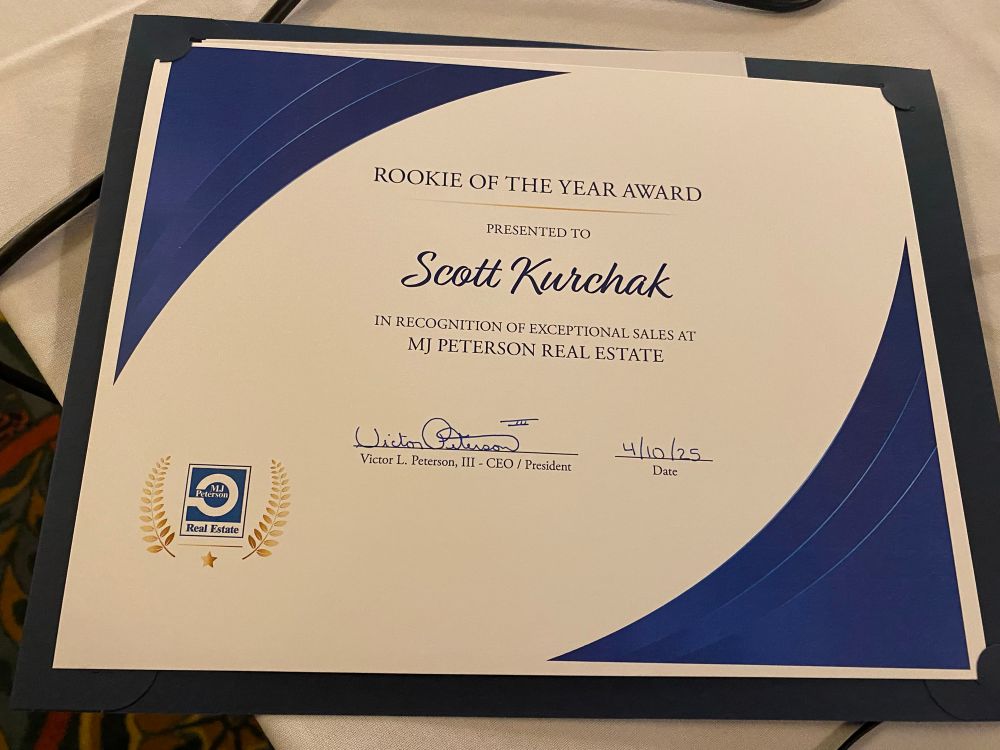 ROOKIE OF THE YEAR AWARD
PRESENTED TO
Scott Kurchak
IN RECOGNITION OF EXCEPTIONAL SALES AT
MJ PETERSON REAL ESTATE
Victor Peterson III
4/10/25
Victor L. Peterson, III - CEO / President
Date
MJ
Peterson
Real Estate